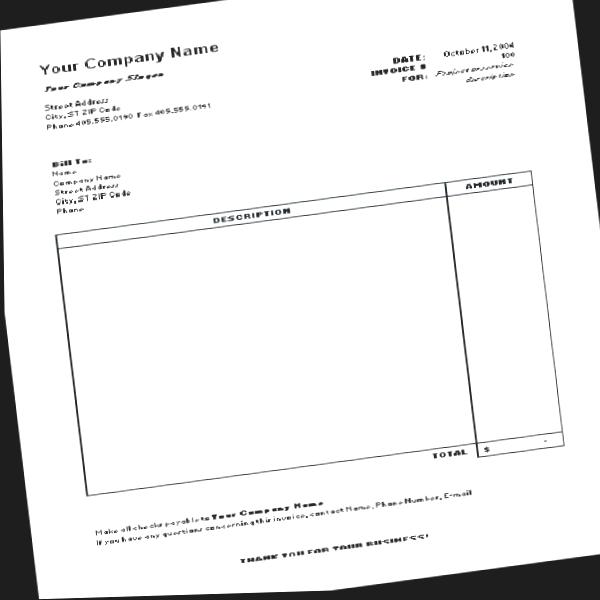 Your Company Name
Your Company Slogan
Street Address
City, ST ZIP Code
Phone 405.555.0190 Fax 405.555.0191
DATE: October 11, 2004
INVOICE # 100
FOR: Project or service
description
Bill To:
Name
Company Name
Street Address
City, ST ZIP Code
Phone
DESCRIPTION AMOUNT
TOTAL $ -
Make all checks payable to Your Company Name
If you have any questions concerning this invoice, contact Name, Phone Number, E-mail
THANK YOU FOR YOUR BUSINESS!